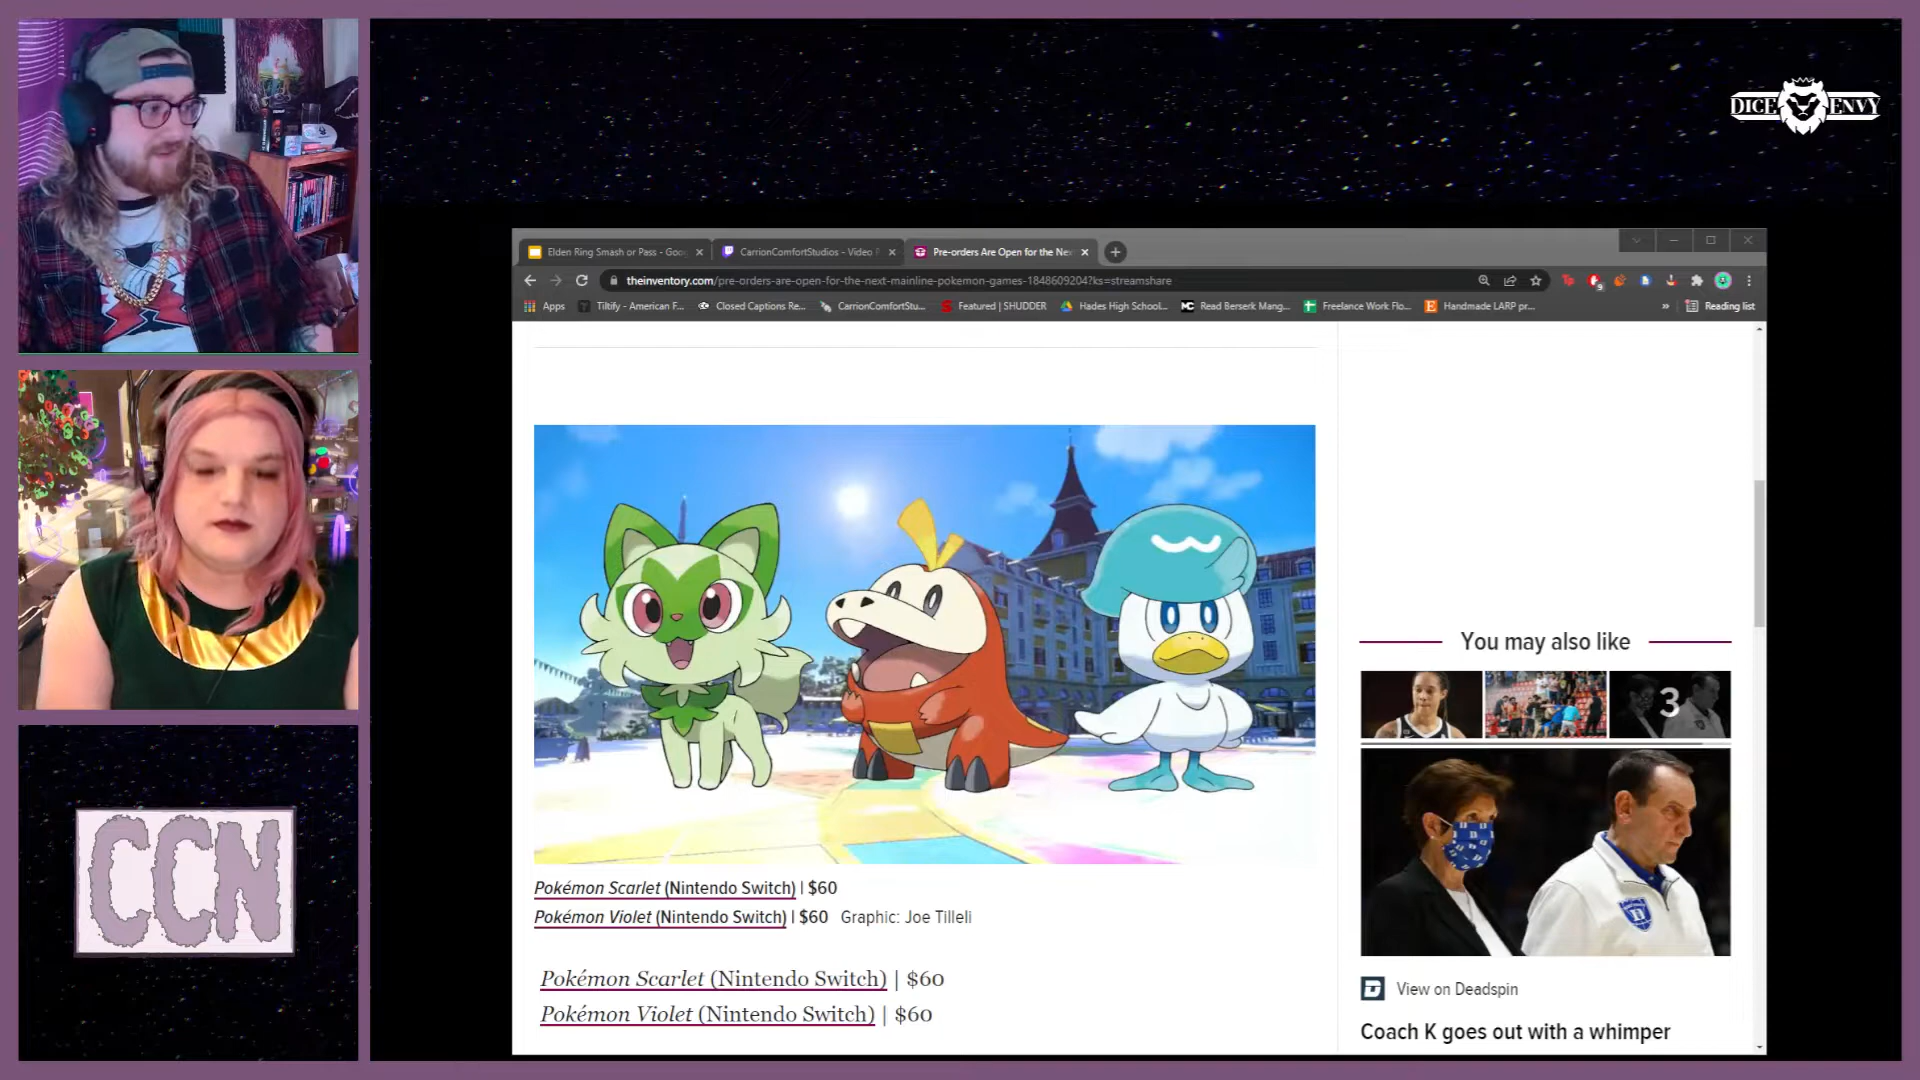 DICE ENVY
Elden Ring Smash or Pass - Goog
CarrionComfortStudios - Video P
Pre-orders Are Open for the Nex
theinventory.com/pre-orders-are-open-for-the-next-mainline-pokemon-games-1848609204?ks=streamshare
Apps
Tiltify - American F...
Closed Captions Re...
CarrionComfortStu...
Featured | SHUDDER
Hades High School...
Read Berserk Mang...
Freelance Work Flo...
Handmade LARP pr...
»
Reading list
You may also like
3
Pokémon Scarlet (Nintendo Switch) | $60
Pokémon Violet (Nintendo Switch) | $60 Graphic: Joe Tilleli
Pokémon Scarlet (Nintendo Switch) | $60
Pokémon Violet (Nintendo Switch) | $60
View on Deadspin
Coach K goes out with a whimper
CCN